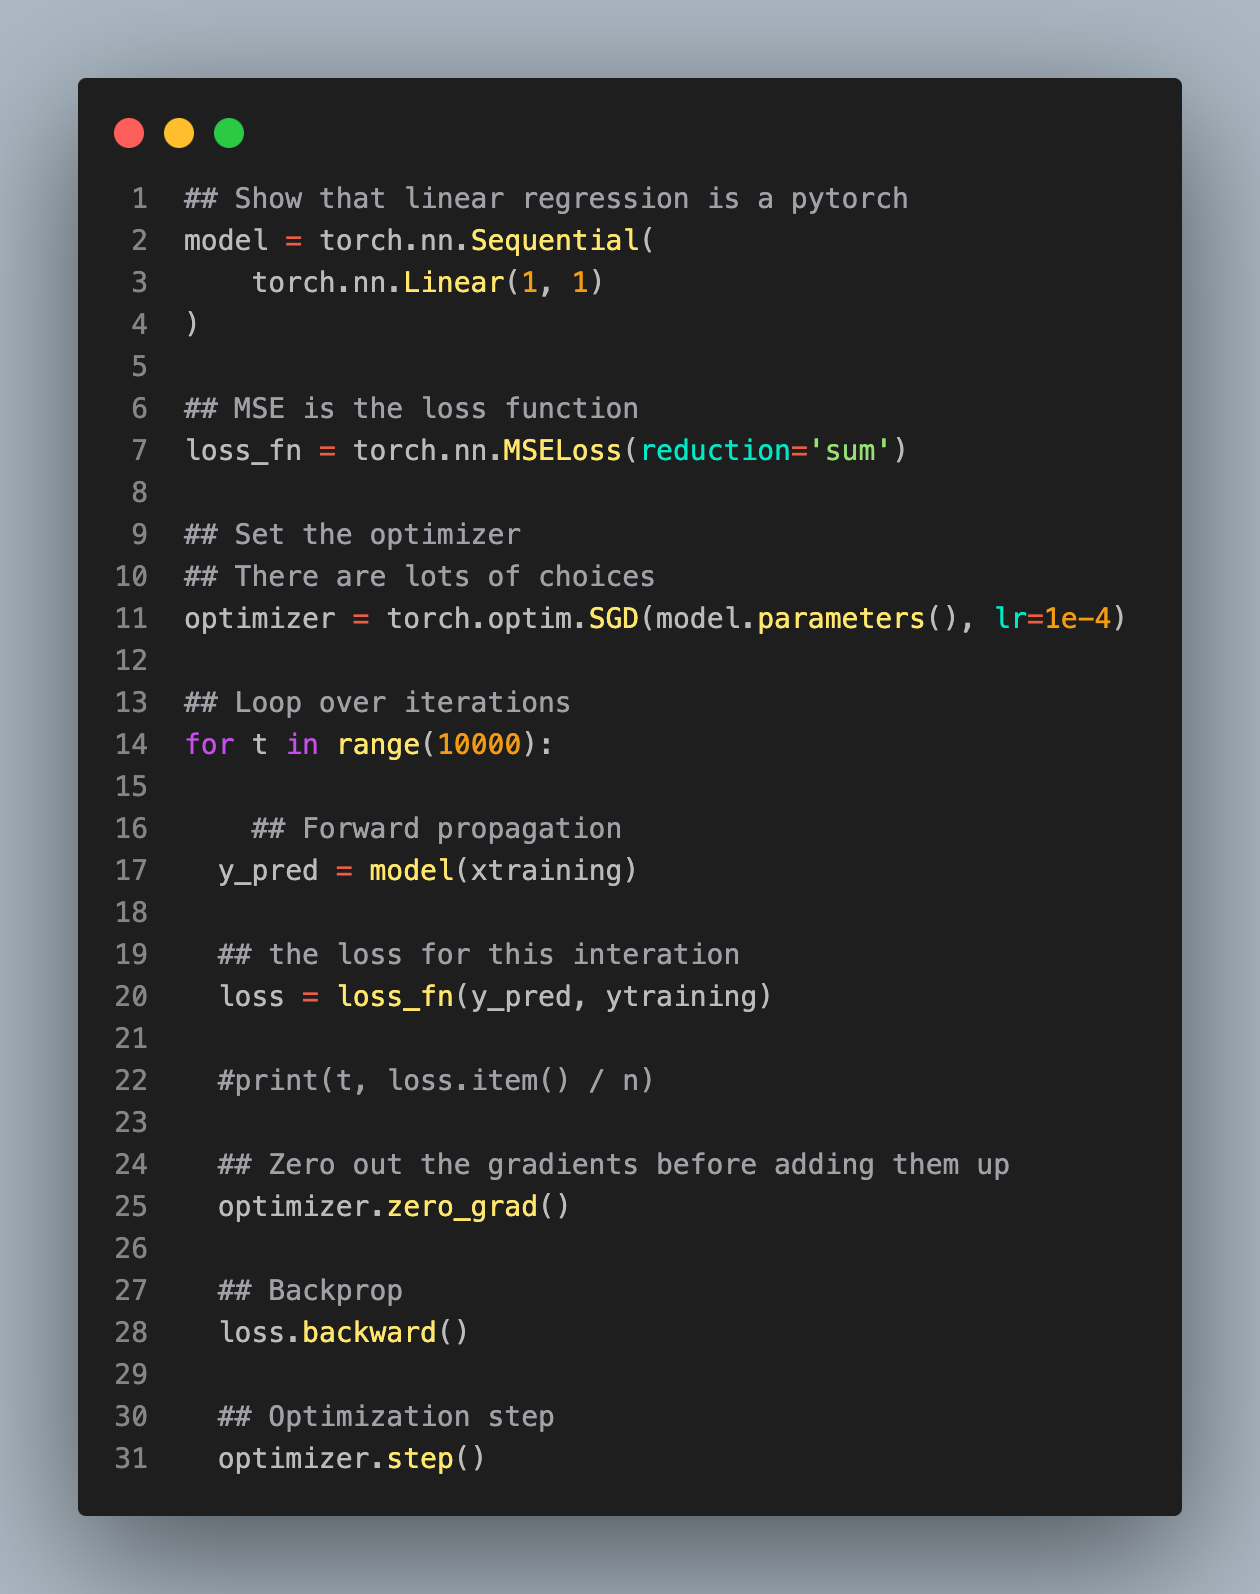 1 ## Show that linear regression is a pytorch
2 model = torch.nn.Sequential(
3     torch.nn.Linear(1, 1)
4 )
5
6 ## MSE is the loss function
7 loss_fn = torch.nn.MSELoss(reduction='sum')
8
9 ## Set the optimizer
10 ## There are lots of choices
11 optimizer = torch.optim.SGD(model.parameters(), lr=1e-4)
12
13 ## Loop over iterations
14 for t in range(10000):
15
16     ## Forward propagation
17   y_pred = model(xtraining)
18
19   ## the loss for this interation
20   loss = loss_fn(y_pred, ytraining)
21
22   #print(t, loss.item() / n)
23
24   ## Zero out the gradients before adding them up
25   optimizer.zero_grad()
26
27   ## Backprop
28   loss.backward()
29
30   ## Optimization step
31   optimizer.step()